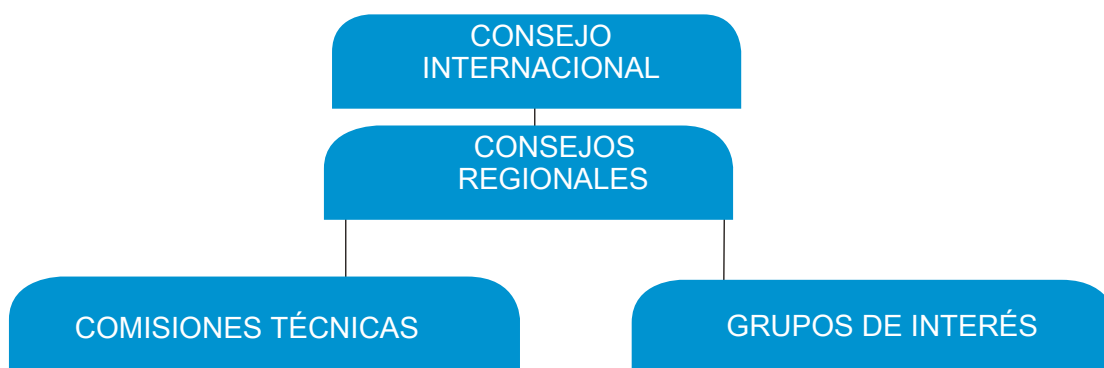 CONSEJO
INTERNACIONAL
CONSEJOS
REGIONALES
COMISIONES TÉCNICAS
GRUPOS DE INTERÉS